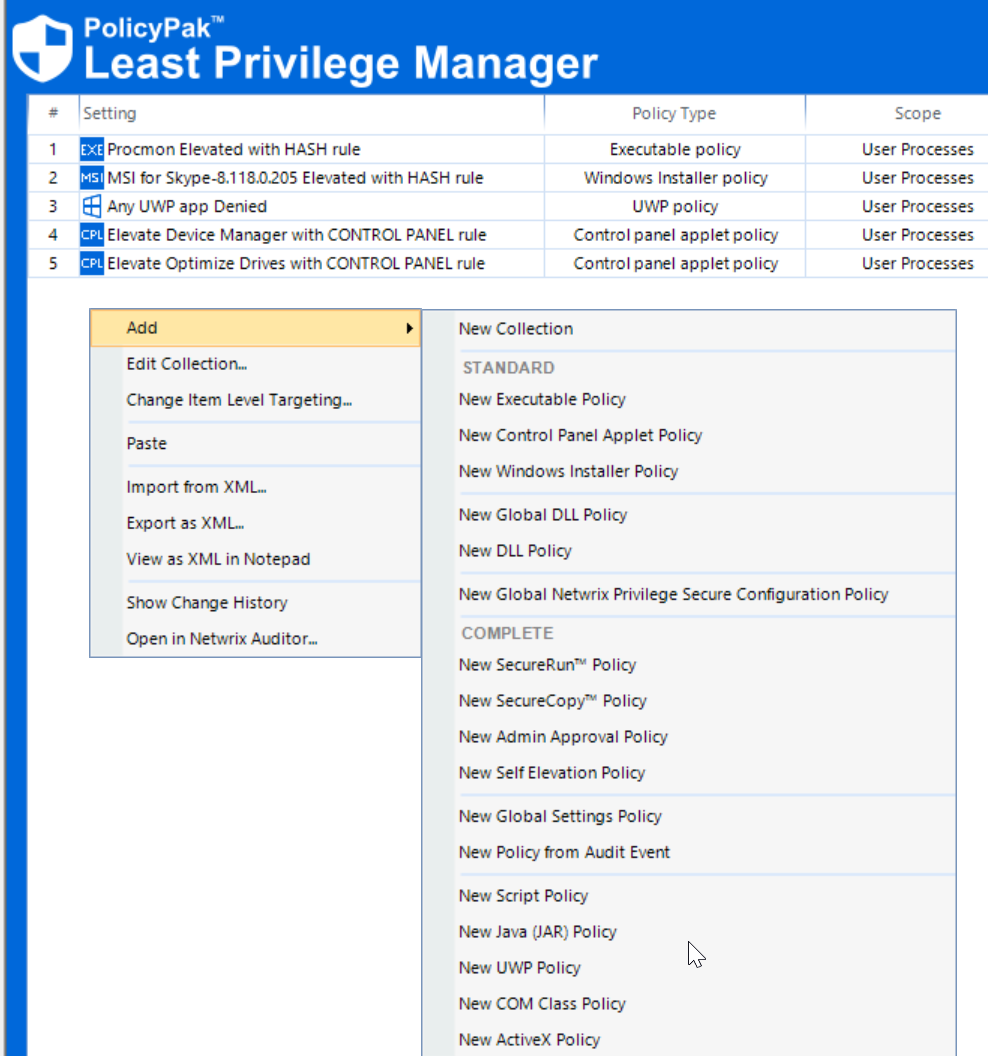 PolicyPak™
Least Privilege Manager
# Setting Policy Type Scope
1 EXE Procmon Elevated with HASH rule Executable policy User Processes
2 MSI MSI for Skype-8.118.0.205 Elevated with HASH rule Windows Installer policy User Processes
3 Any UWP app Denied UWP policy User Processes
4 CPL Elevate Device Manager with CONTROL PANEL rule Control panel applet policy User Processes
5 CPL Elevate Optimize Drives with CONTROL PANEL rule Control panel applet policy User Processes
Add
Edit Collection...
Change Item Level Targeting...
Paste
Import from XML...
Export as XML...
View as XML in Notepad
Show Change History
Open in Netwrix Auditor...
New Collection
STANDARD
New Executable Policy
New Control Panel Applet Policy
New Windows Installer Policy
New Global DLL Policy
New DLL Policy
New Global Netwrix Privilege Secure Configuration Policy
COMPLETE
New SecureRun™ Policy
New SecureCopy™ Policy
New Admin Approval Policy
New Self Elevation Policy
New Global Settings Policy
New Policy from Audit Event
New Script Policy
New Java (JAR) Policy
New UWP Policy
New COM Class Policy
New ActiveX Policy